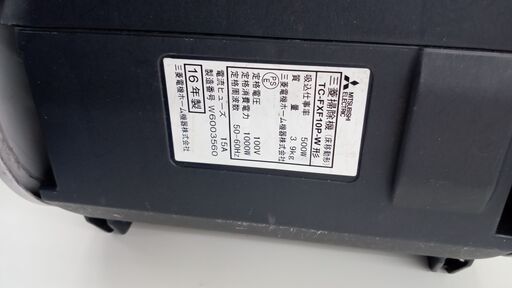 MITSUBISHI
ELECTRIC
三菱掃除機(床移動形)
TC-FXF10P-W形
吸込仕事率 500W
質量 3.9kg
三菱電機ホーム機器株式会社
PS
E
定格電圧 100V
定格消費電力 1000W
定格周波数 50-60Hz
電流ヒューズ 15A
製造番号 W6003560
三菱電機ホーム機器株式会社
16年製